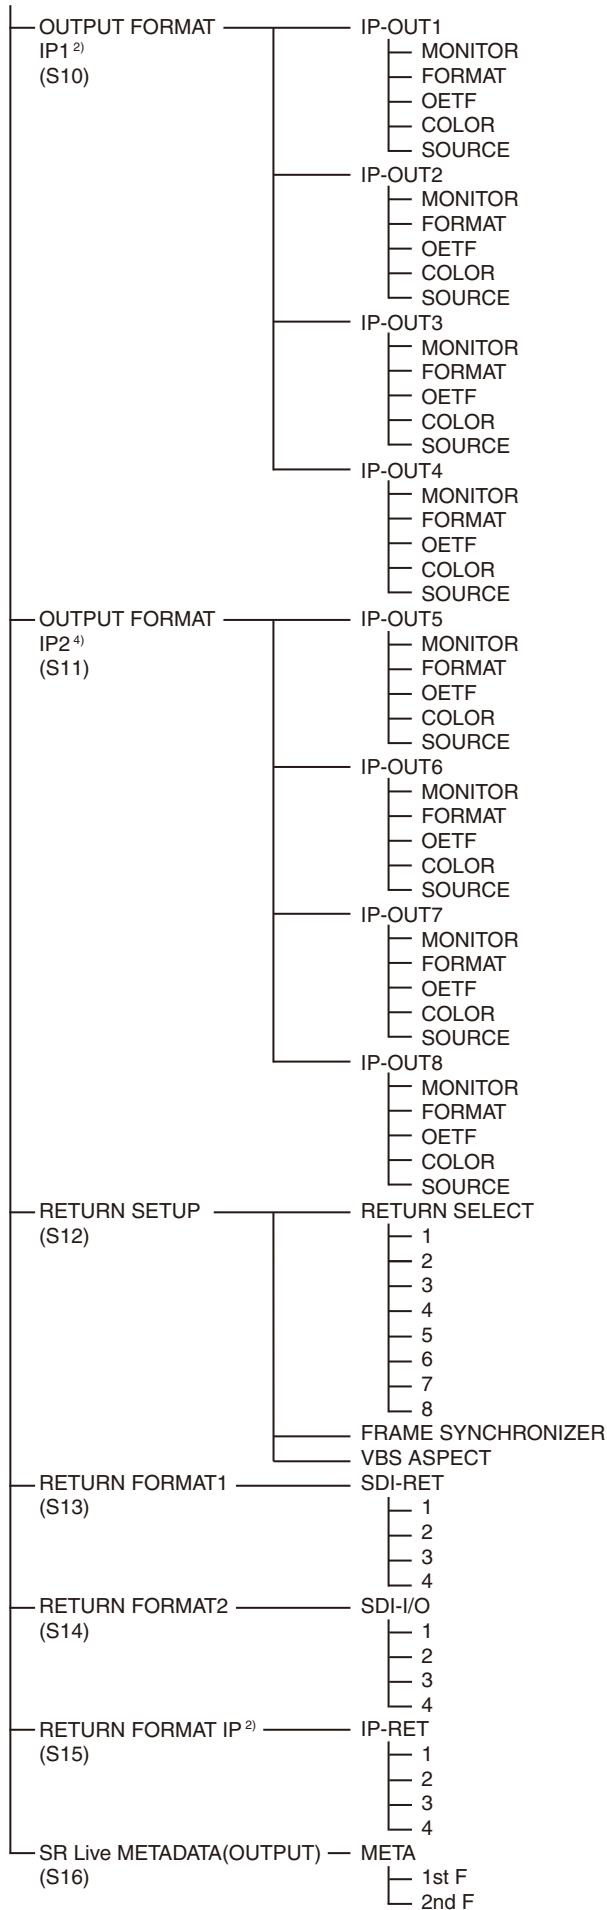 OUTPUT FORMAT
IP1 2)
(S10)
IP-OUT1
MONITOR
FORMAT
OETF
COLOR
SOURCE
IP-OUT2
MONITOR
FORMAT
OETF
COLOR
SOURCE
IP-OUT3
MONITOR
FORMAT
OETF
COLOR
SOURCE
IP-OUT4
MONITOR
FORMAT
OETF
COLOR
SOURCE
OUTPUT FORMAT
IP2 4)
(S11)
IP-OUT5
MONITOR
FORMAT
OETF
COLOR
SOURCE
IP-OUT6
MONITOR
FORMAT
OETF
COLOR
SOURCE
IP-OUT7
MONITOR
FORMAT
OETF
COLOR
SOURCE
IP-OUT8
MONITOR
FORMAT
OETF
COLOR
SOURCE
RETURN SETUP
(S12)
RETURN SELECT
1
2
3
4
5
6
7
8
FRAME SYNCHRONIZER
VBS ASPECT
RETURN FORMAT1
(S13)
SDI-RET
1
2
3
4
RETURN FORMAT2
(S14)
SDI-I/O
1
2
3
4
RETURN FORMAT IP 2)
(S15)
IP-RET
1
2
3
4
SR Live METADATA(OUTPUT)
(S16)
META
1st F
2nd F